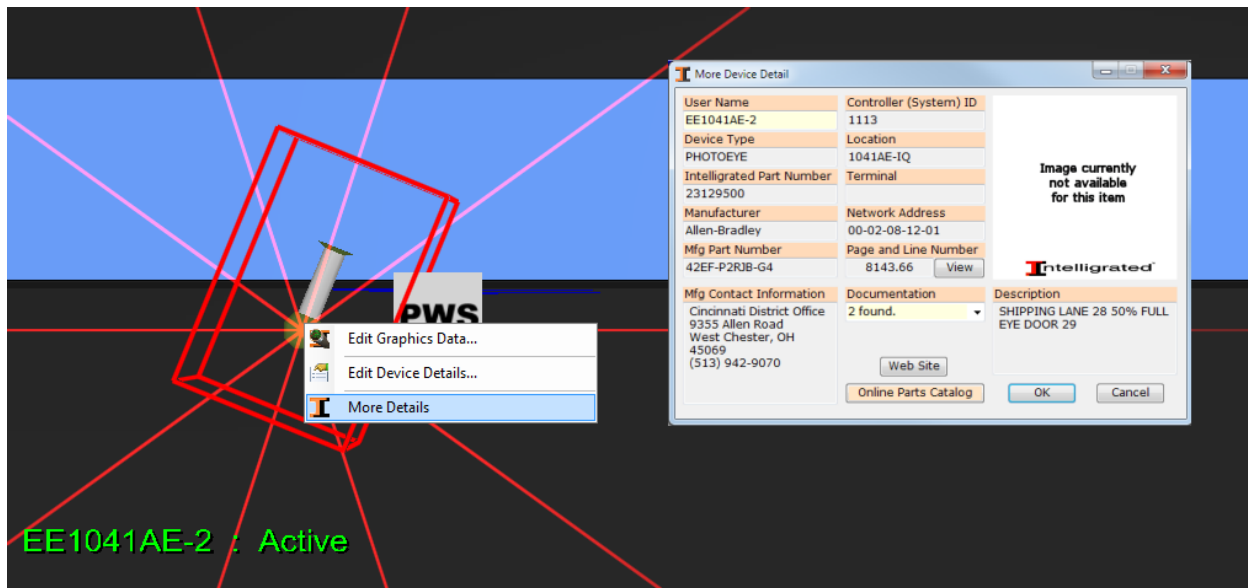 PWS
Edit Graphics Data...
Edit Device Details...
More Details
EE1041AE-2 : Active
More Device Detail
User Name
EE1041AE-2
Device Type
PHOTOEYE
Intelligrated Part Number
23129500
Manufacturer
Allen-Bradley
Mfg Part Number
42EF-P2RJB-G4
Mfg Contact Information
Cincinnati District Office
9355 Allen Road
West Chester, OH
45069
(513) 942-9070
Controller (System) ID
1113
Location
1041AE-IQ
Terminal
Network Address
00-02-08-12-01
Page and Line Number
8143.66 View
Documentation
2 found.
Web Site
Online Parts Catalog
Image currently
not available
for this item
Intelligrated
Description
SHIPPING LANE 28 50% FULL
EYE DOOR 29
OK Cancel